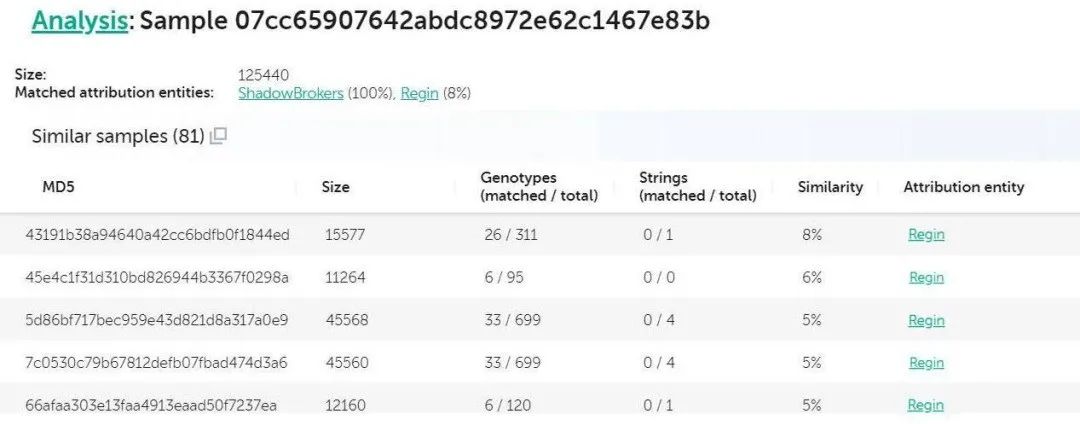 Analysis: Sample 07cc65907642abdc8972e62c1467e83b
Size: 125440
Matched attribution entities: ShadowBrokers (100%), Regin (8%)
Similar samples (81)
MD5 Size Genotypes (matched / total) Strings (matched / total) Similarity Attribution entity
43191b38a94640a42cc6bdfb0f1844ed 15577 26 / 311 0 / 1 8% Regin
45e4c1f31d310bd826944b3367f0298a 11264 6 / 95 0 / 0 6% Regin
5d86bf717bec959e43d821d8a317a0e9 45568 33 / 699 0 / 4 5% Regin
7c0530c79b67812defb07fbad474d3a6 45560 33 / 699 0 / 4 5% Regin
66afaa303e13faa4913eaad50f7237ea 12160 6 / 120 0 / 1 5% Regin